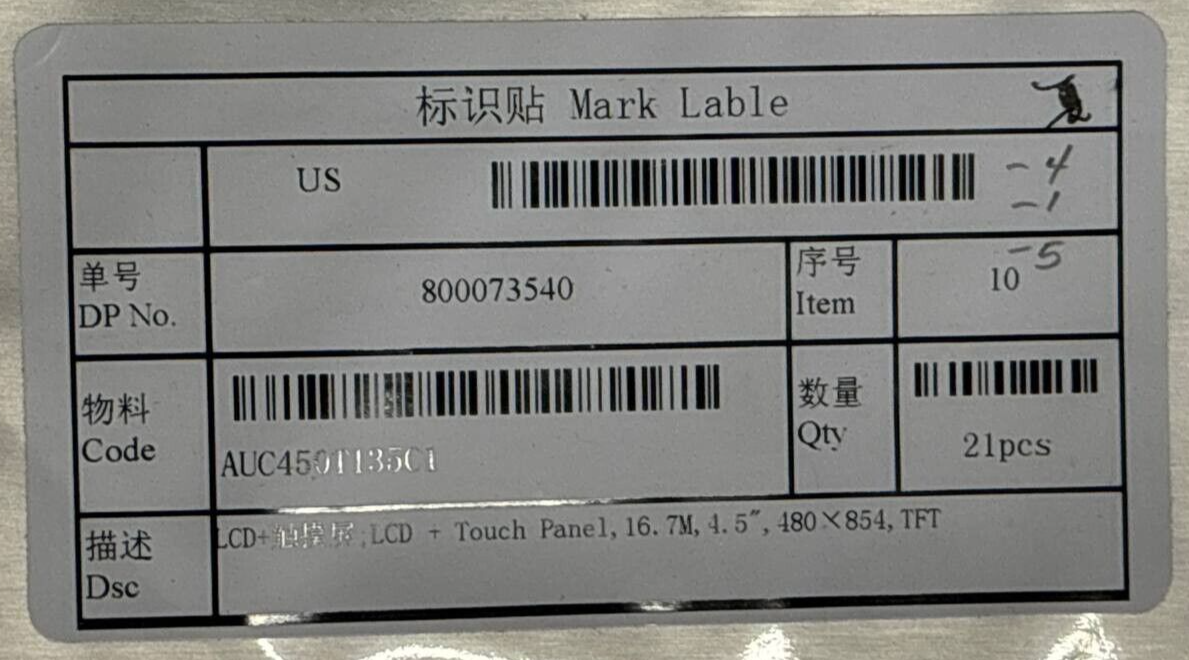 标识贴 Mark Lable
US
-4
-1
单号
DP No.
800073540
序号
Item
-5
10
物料
Code
AUC450T135C1
数量
Qty
21pcs
描述
Dsc
LCD+触摸屏;LCD + Touch Panel,16.7M,4.5″,480×854,TFT